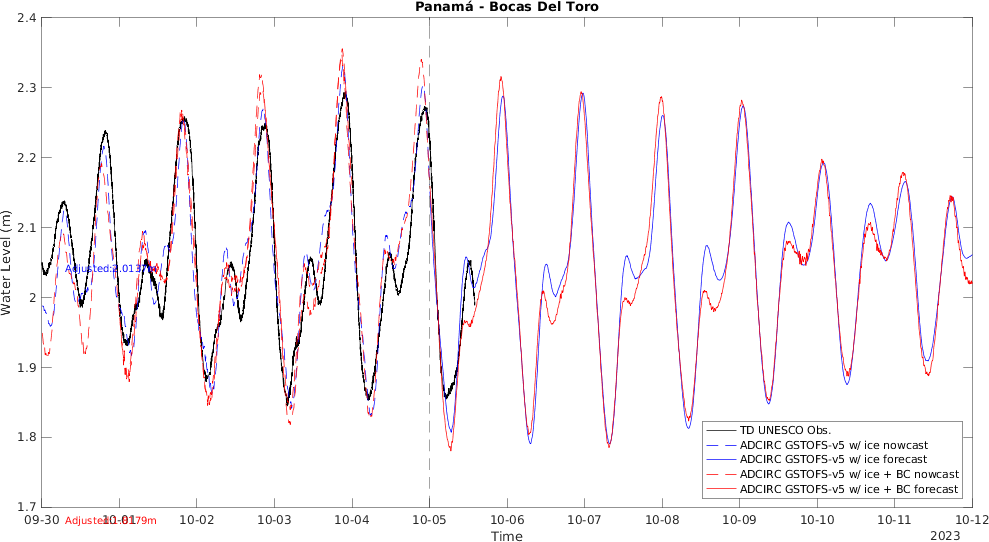 Panamá - Bocas Del Toro
2.4
2.3
2.2
2.1
2
1.9
1.8
1.7
Water Level (m)
TD UNESCO Obs.
ADCIRC GSTOFS-v5 w/ ice nowcast
ADCIRC GSTOFS-v5 w/ ice forecast
ADCIRC GSTOFS-v5 w/ ice + BC nowcast
ADCIRC GSTOFS-v5 w/ ice + BC forecast
09-30 10-01 10-02 10-03 10-04 10-05 10-06 10-07 10-08 10-09 10-10 10-11 10-12
Time
2023